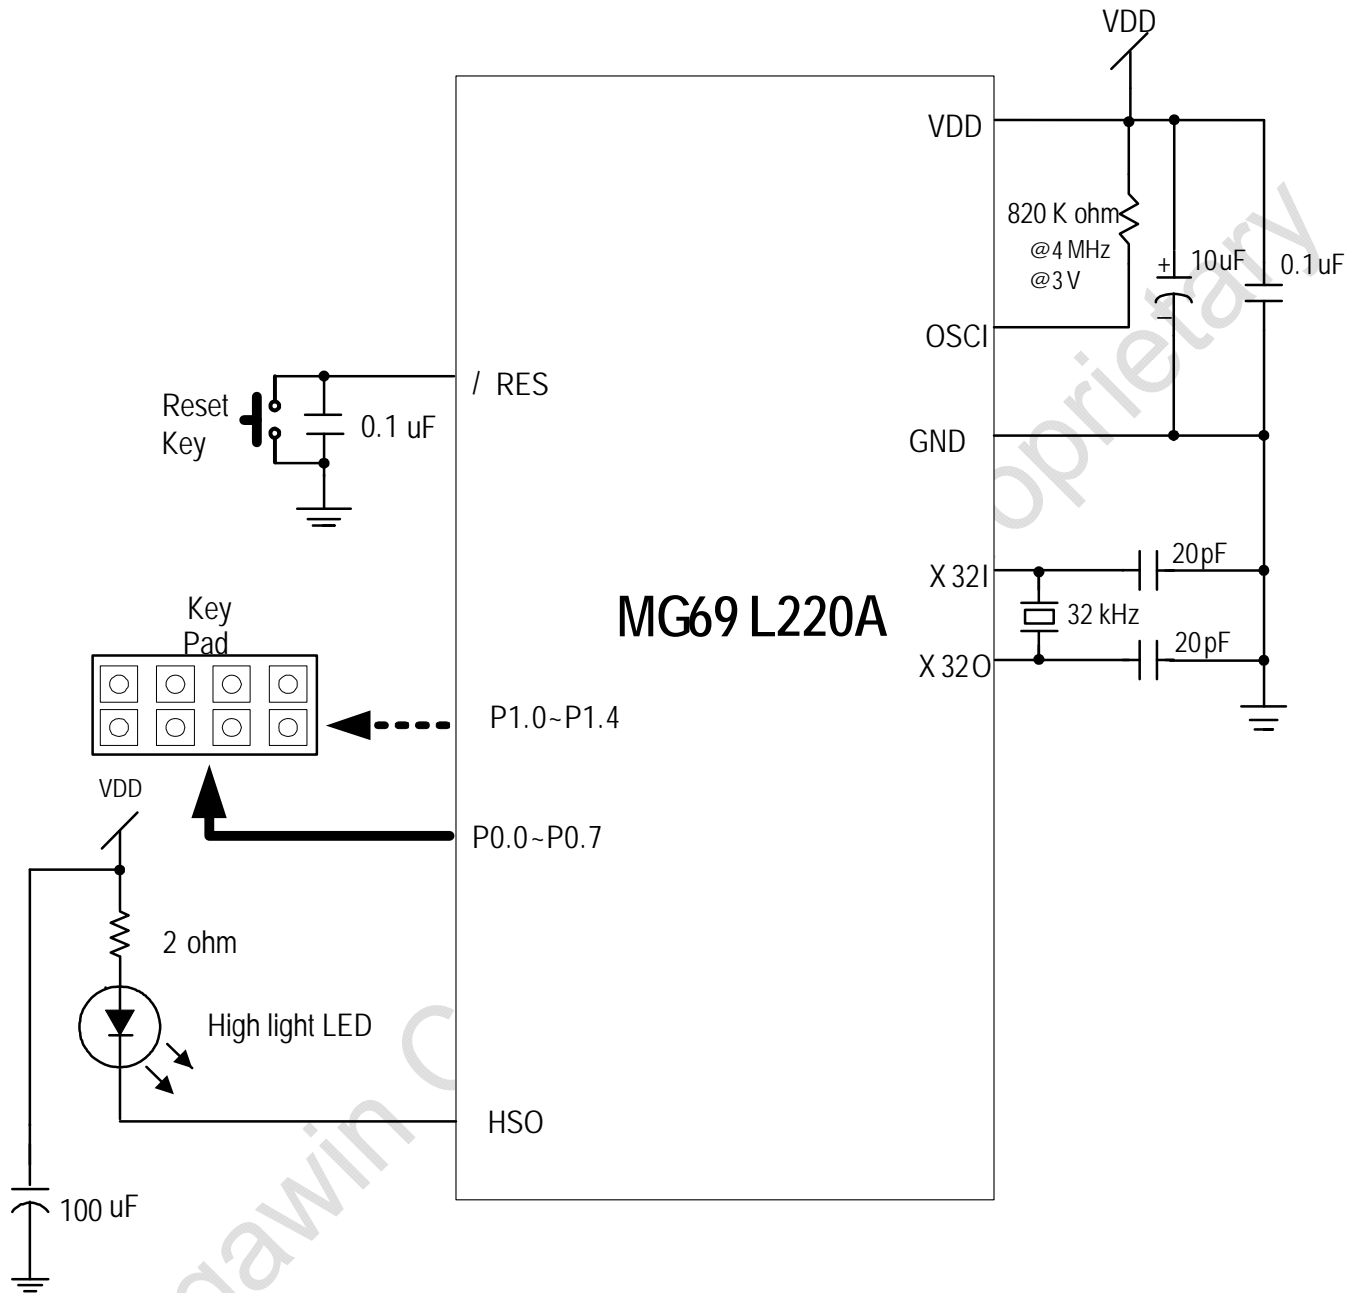 VDD
VDD
820 K ohm
@4 MHz
@3 V
+
10uF
0.1uF
–
OSCI
/ RES
Reset
Key
0.1 uF
GND
X 32I
20pF
32 kHz
MG69 L220A
Key
Pad
20pF
X 32O
P1.0~P1.4
VDD
P0.0~P0.7
2 ohm
High light LED
HSO
100 uF
gawin C
oprietary